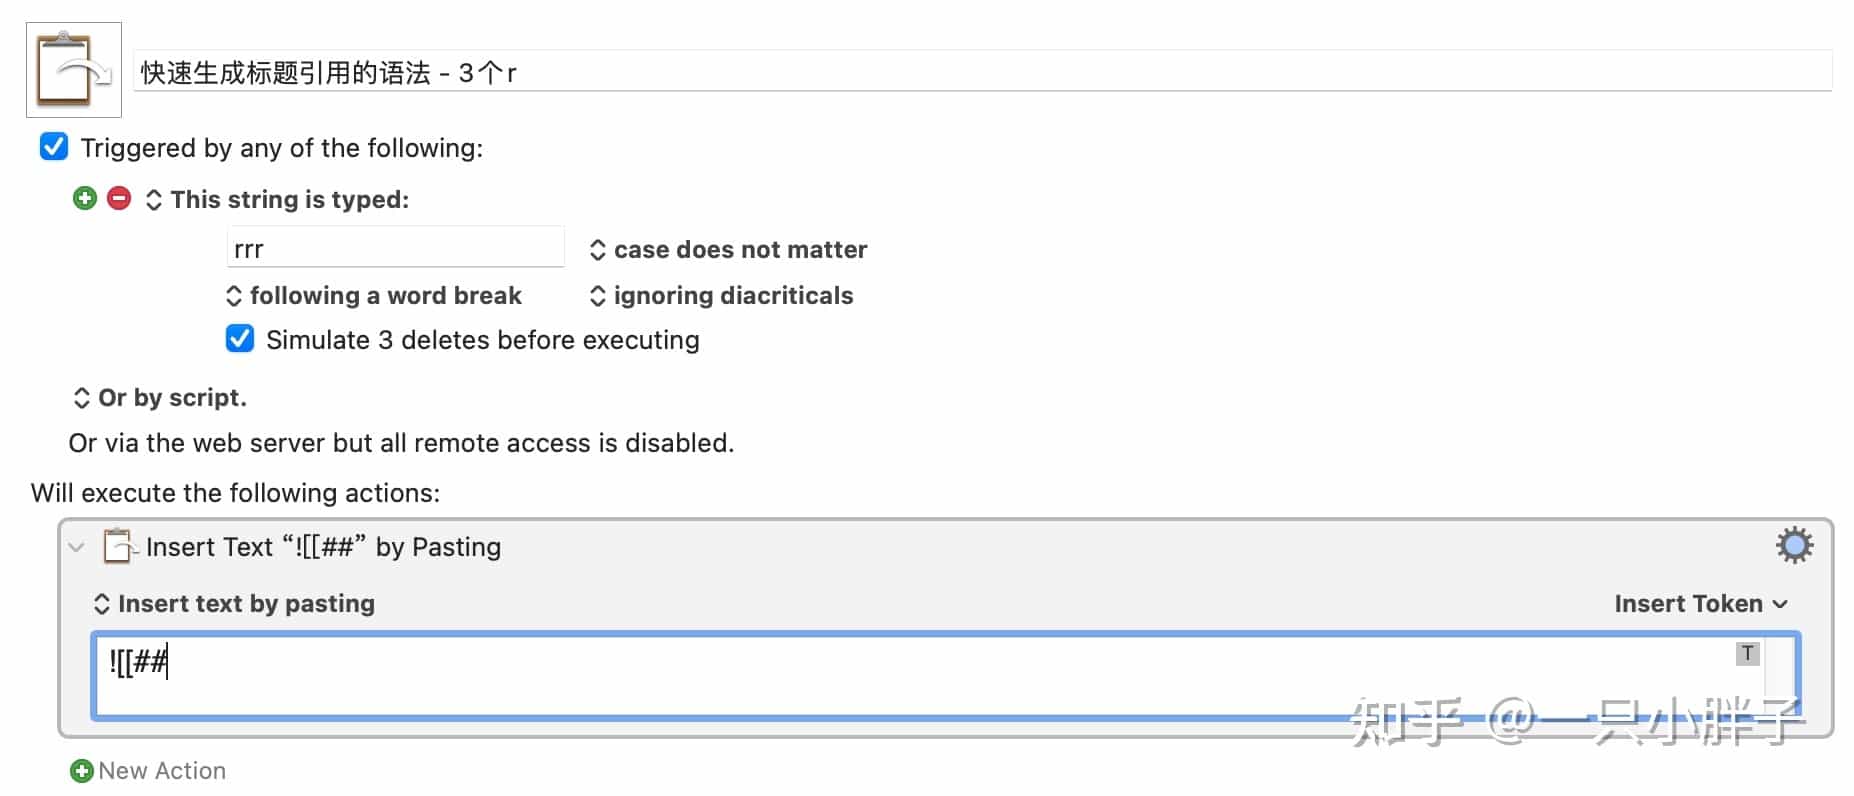 快速生成标题引用的语法 - 3个r
Triggered by any of the following:
This string is typed:
rrr
case does not matter
following a word break
ignoring diacriticals
Simulate 3 deletes before executing
Or by script.
Or via the web server but all remote access is disabled.
Will execute the following actions:
Insert Text “![[##” by Pasting
Insert text by pasting
Insert Token
![[##
T
知乎 @一只小胖子
New Action